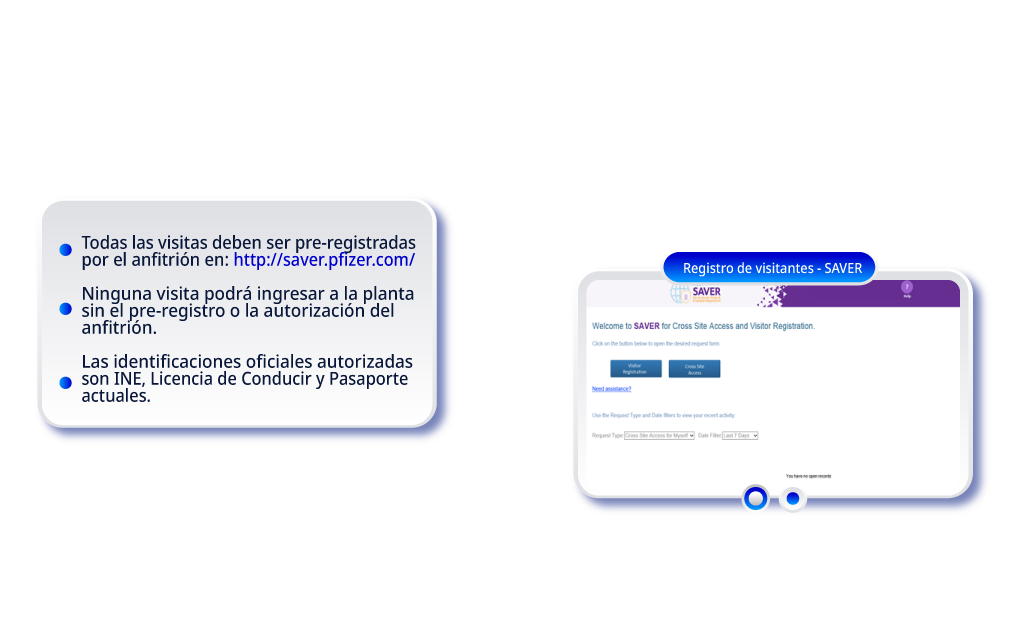 Todas las visitas deben ser pre-registradas
por el anfitrión en: http://saver.pfizer.com/
Ninguna visita podrá ingresar a la planta
sin el pre-registro o la autorización del
anfitrión.
Las identificaciones oficiales autorizadas
son INE, Licencia de Conducir y Pasaporte
actuales.
Registro de visitantes - SAVER
SAVER
?
Help
Welcome to SAVER for Cross Site Access and Visitor Registration.
Click on the button below to open the desired request form.
Visitor
Registration
Cross Site
Access
Need assistance?
Use the Request Type and Date filters to view your recent activity.
Request Type: Cross Site Access for Myself Date Filter: Last 7 Days
You have no open records